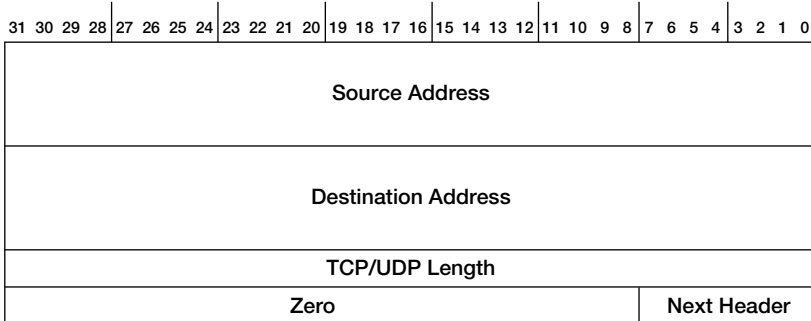 31 30 29 28 27 26 25 24 23 22 21 20 19 18 17 16 15 14 13 12 11 10 9 8 7 6 5 4 3 2 1 0
Source Address
Destination Address
TCP/UDP Length
Zero Next Header